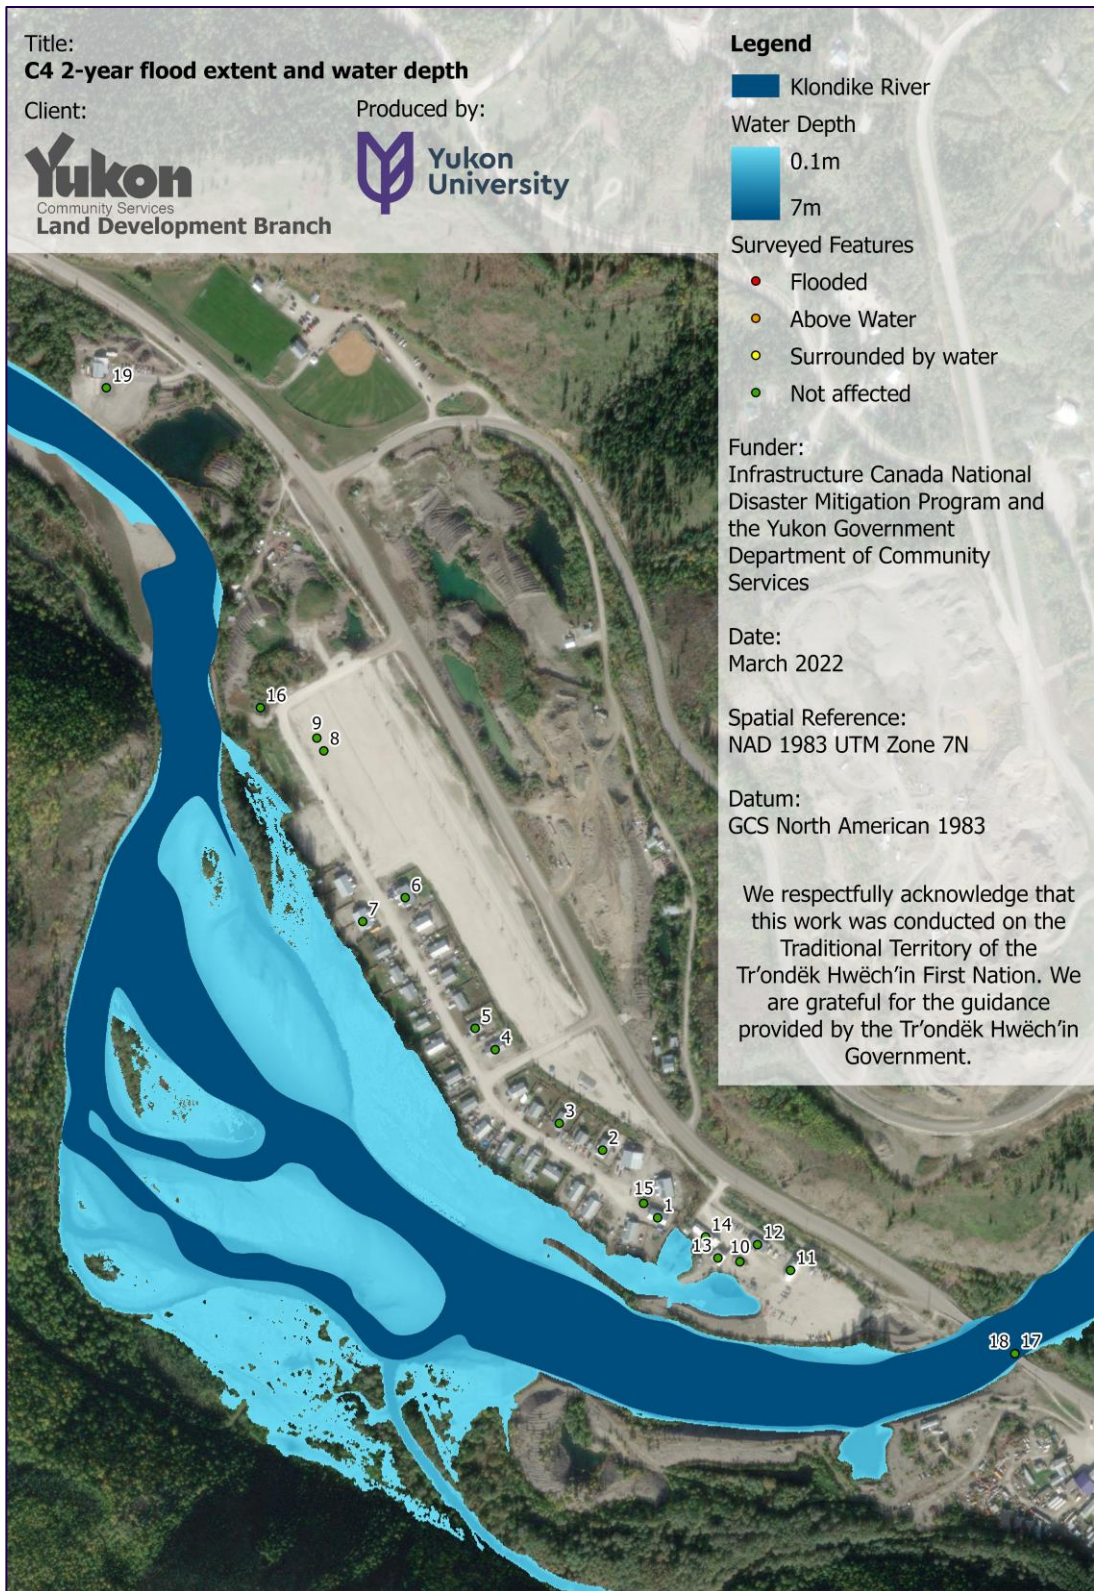 Title:
C4 2-year flood extent and water depth
Client:
Yukon
Community Services
Land Development Branch
Produced by:
Yukon
University
Legend
Klondike River
Water Depth
0.1m
7m
Surveyed Features
Flooded
Above Water
Surrounded by water
Not affected
Funder:
Infrastructure Canada National
Disaster Mitigation Program and
the Yukon Government
Department of Community
Services
Date:
March 2022
Spatial Reference:
NAD 1983 UTM Zone 7N
Datum:
GCS North American 1983
We respectfully acknowledge that
this work was conducted on the
Traditional Territory of the
Tr'ondëk Hwëch'in First Nation. We
are grateful for the guidance
provided by the Tr'ondëk Hwëch'in
Government.
19
16
9
8
6
7
5
4
3
2
15
1
14
12
13
10
11
18 17